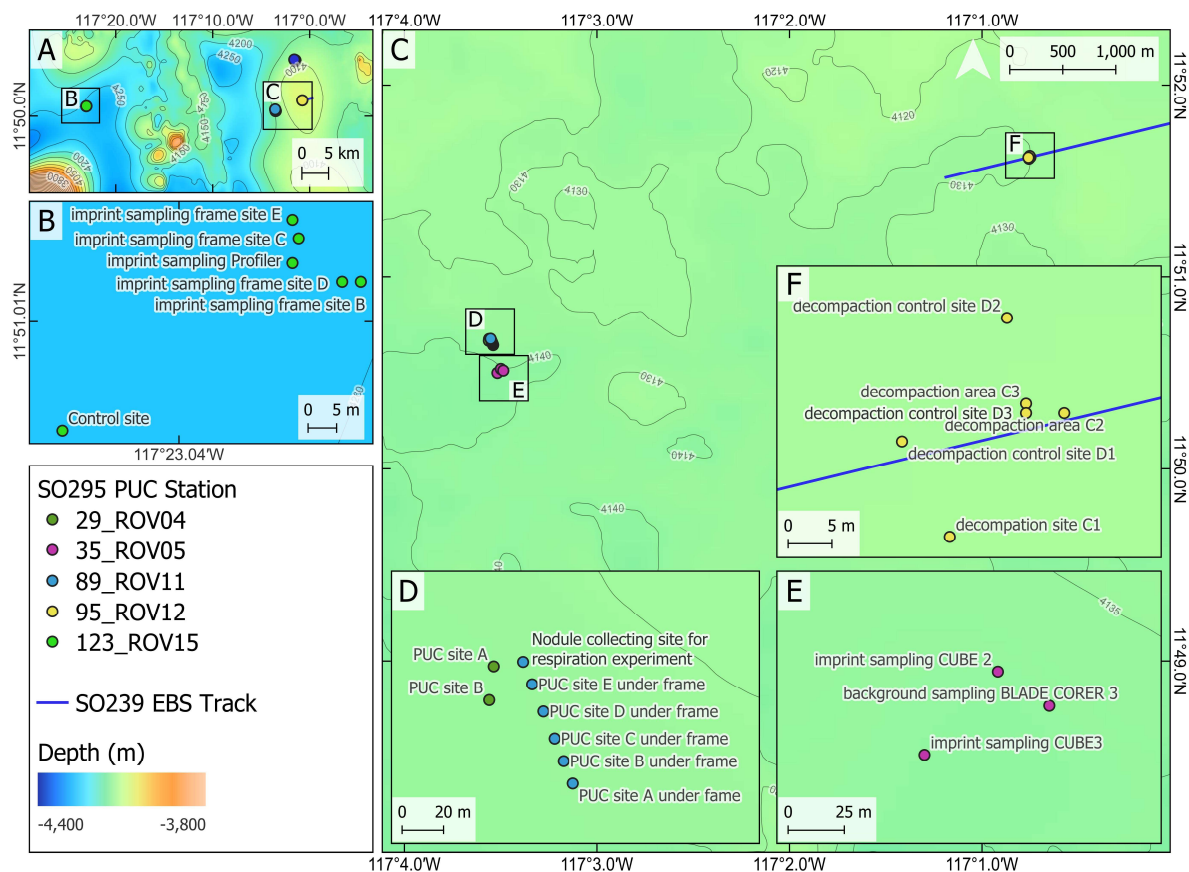 117°20.0'W 117°10.0'W 117°0.0'W
117°4.0'W 117°3.0'W 117°2.0'W 117°1.0'W
A
4200
4250
4100
B
4250
C
4150
4150
4160
4200
4050
3800
0 5 km
11°50.0'N
B
imprint sampling frame site E
imprint sampling frame site C
imprint sampling Profiler
imprint sampling frame site D
imprint sampling frame site B
Control site
0 5 m
11°51.01'N
117°23.04'W
SO295 PUC Station
29_ROV04
35_ROV05
89_ROV11
95_ROV12
123_ROV15
SO239 EBS Track
Depth (m)
-4,400 -3,800
C
0 500 1,000 m
4120
4120
F
4130
4130
4130
4130
D
4140
E
4130
4140
4140
11°52.0'N
11°51.0'N
11°50.0'N
11°49.0'N
F
decompaction control site D2
decompaction area C3
decompaction control site D3
decompaction area C2
decompaction control site D1
decompation site C1
0 5 m
D
Nodule collecting site for
respiration experiment
PUC site A
PUC site B
PUC site E under frame
PUC site D under frame
PUC site C under frame
PUC site B under frame
PUC site A under fame
0 20 m
E
4135
imprint sampling CUBE 2
background sampling BLADE CORER 3
imprint sampling CUBE3
0 25 m
117°4.0'W 117°3.0'W 117°2.0'W 117°1.0'W